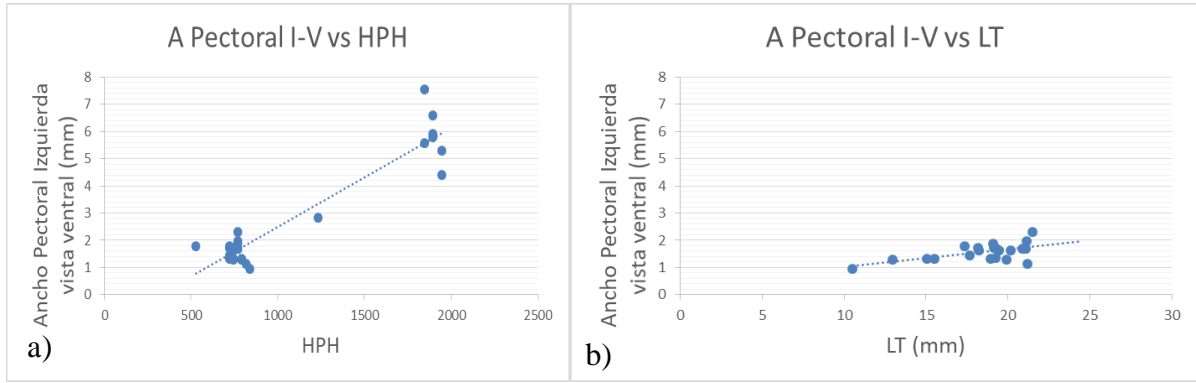 A Pectoral I-V vs HPH
Ancho Pectoral Izquierda
vista ventral (mm)
8
7
6
5
4
3
2
1
0
0 500 1000 1500 2000 2500
HPH
a)
A Pectoral I-V vs LT
Ancho Pectoral Izquierda
vista ventral (mm)
8
7
6
5
4
3
2
1
0
0 5 10 15 20 25 30
LT (mm)
b)